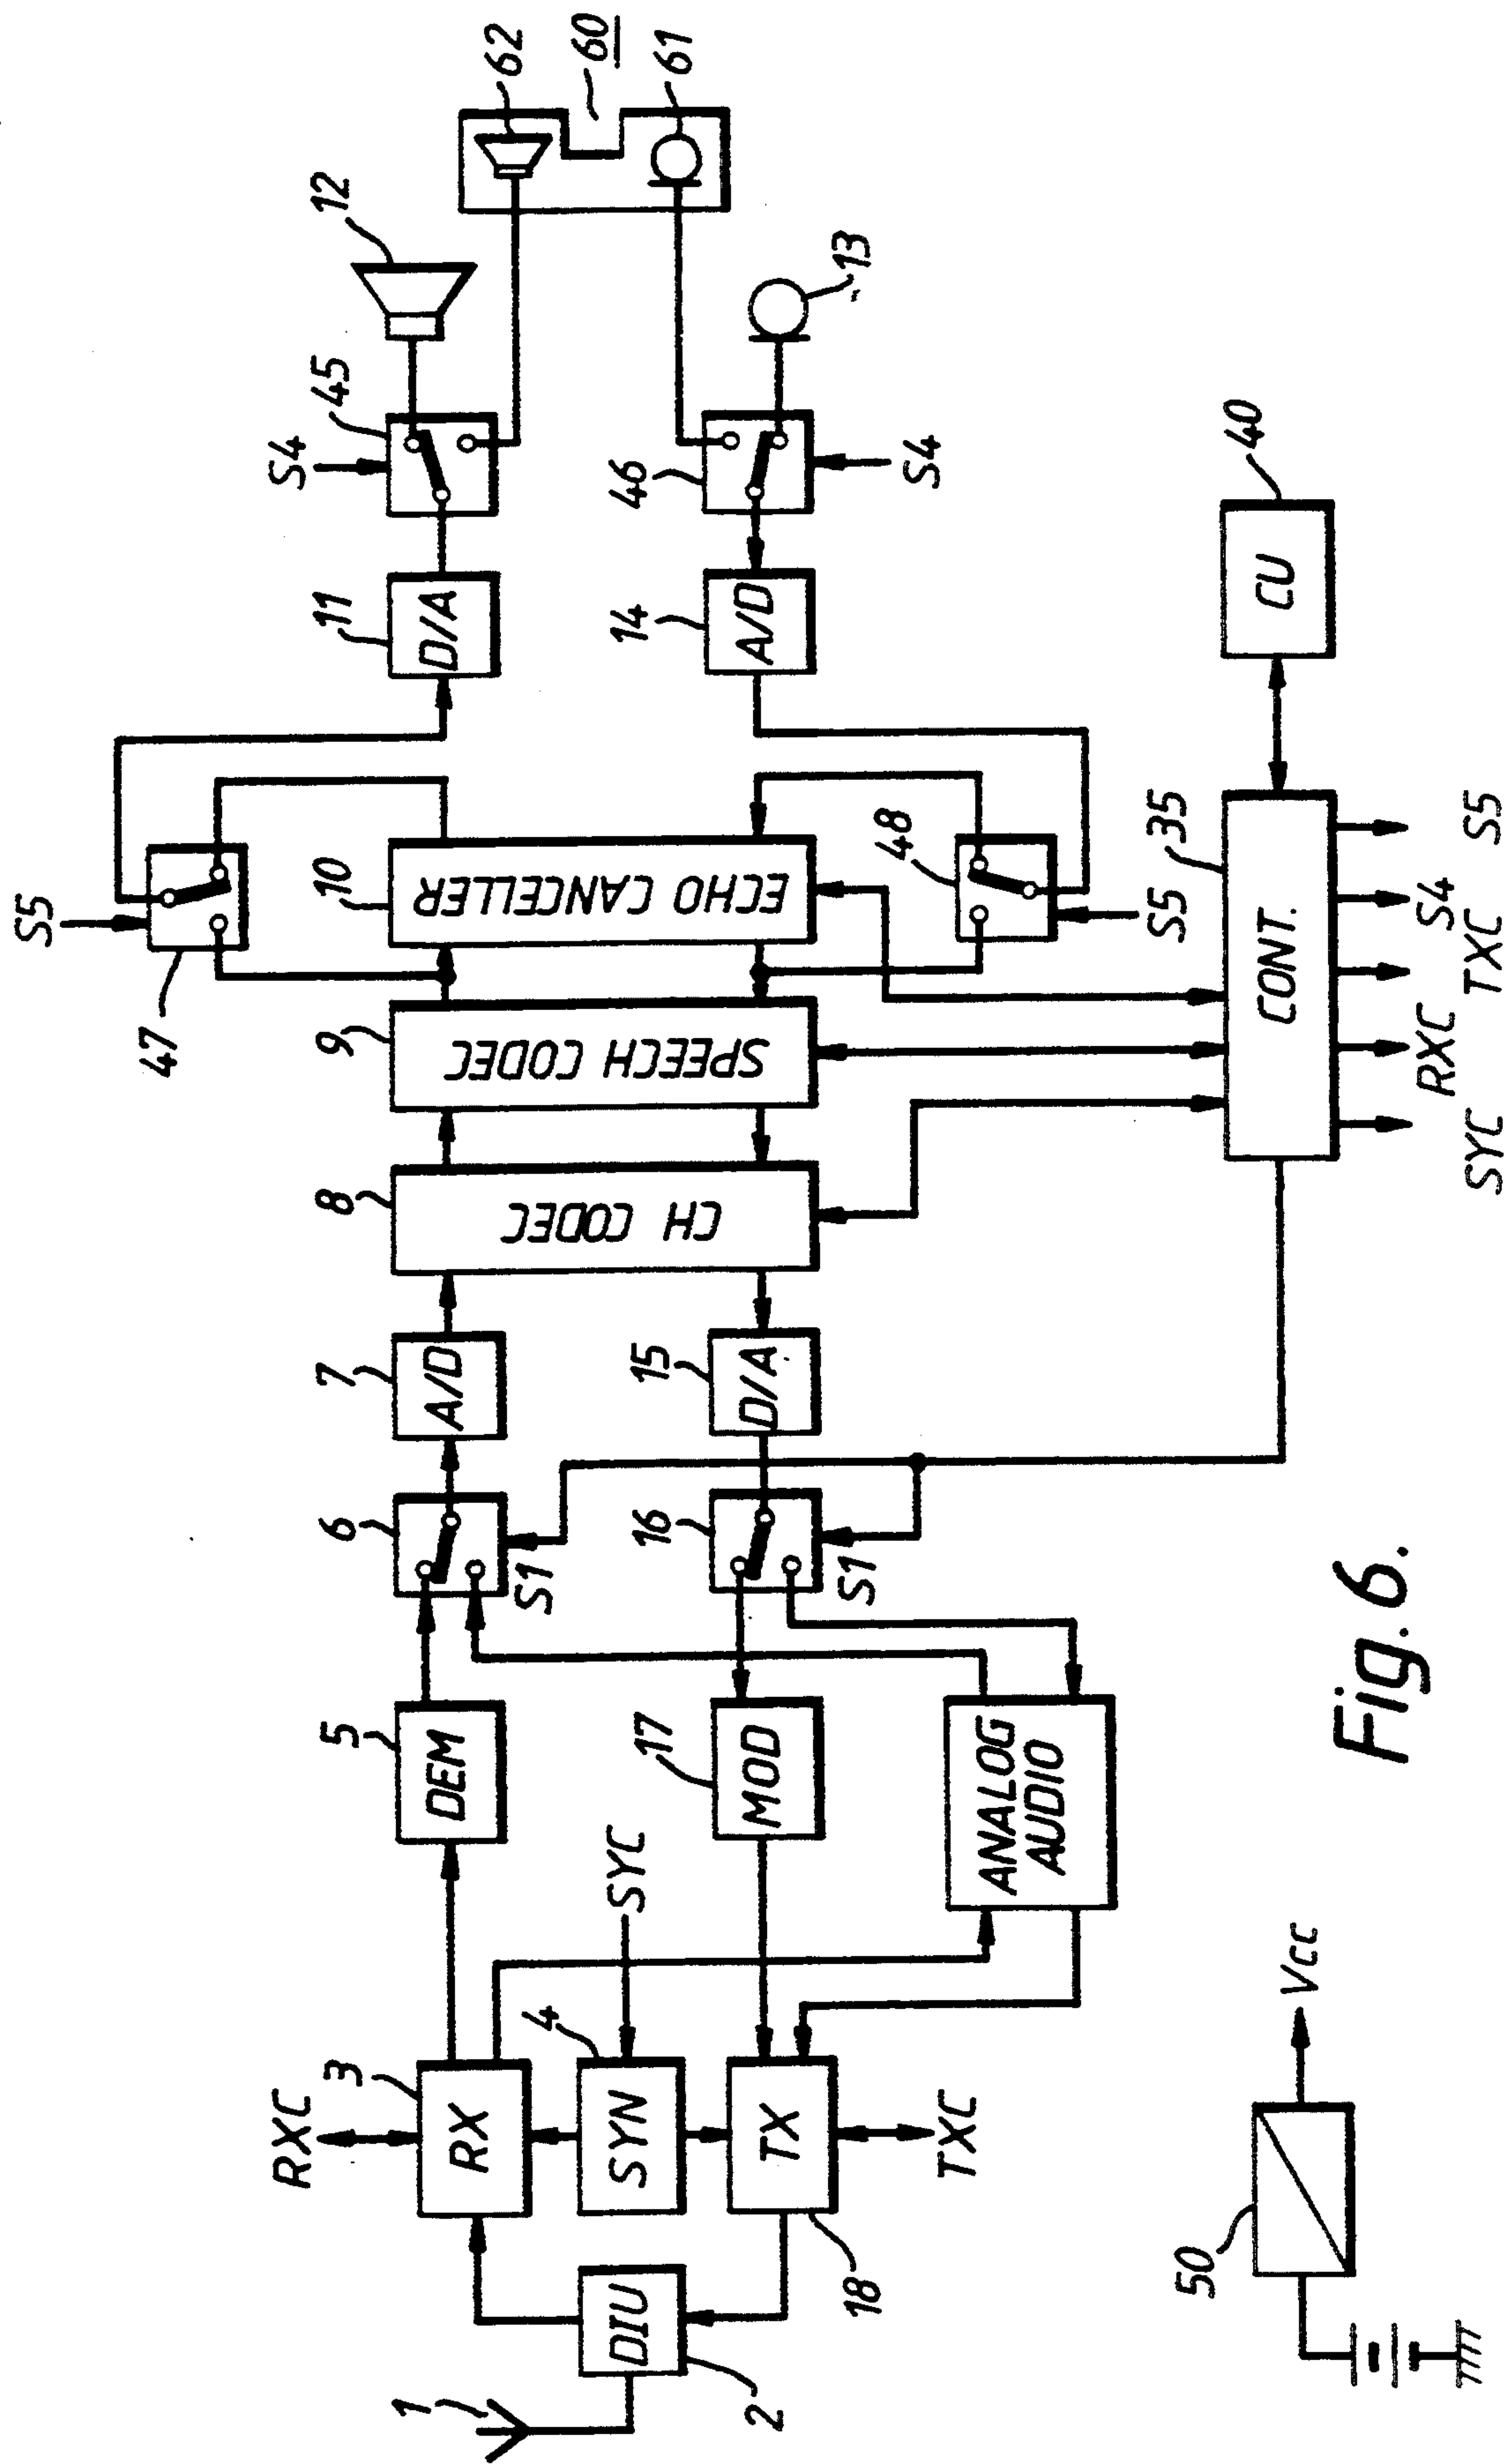 S5
47
12
62
60
61
S4
45
11
D/A
10
ECHO CANCELLER
9
SPEECH CODEC
8
CH CODEC
7
A/D
6
S1
5
DEM
RXC
3
RX
SYC
4
SYN
DIU
2
1
13
46
S4
14
A/D
48
S5
15
D/A
16
S1
17
MOD
TX
18
TXC
ANALOG
AUDIO
40
CU
35
CONT.
SYC
RXC
TXC
S4
S5
50
Vcc
Fig. 6.